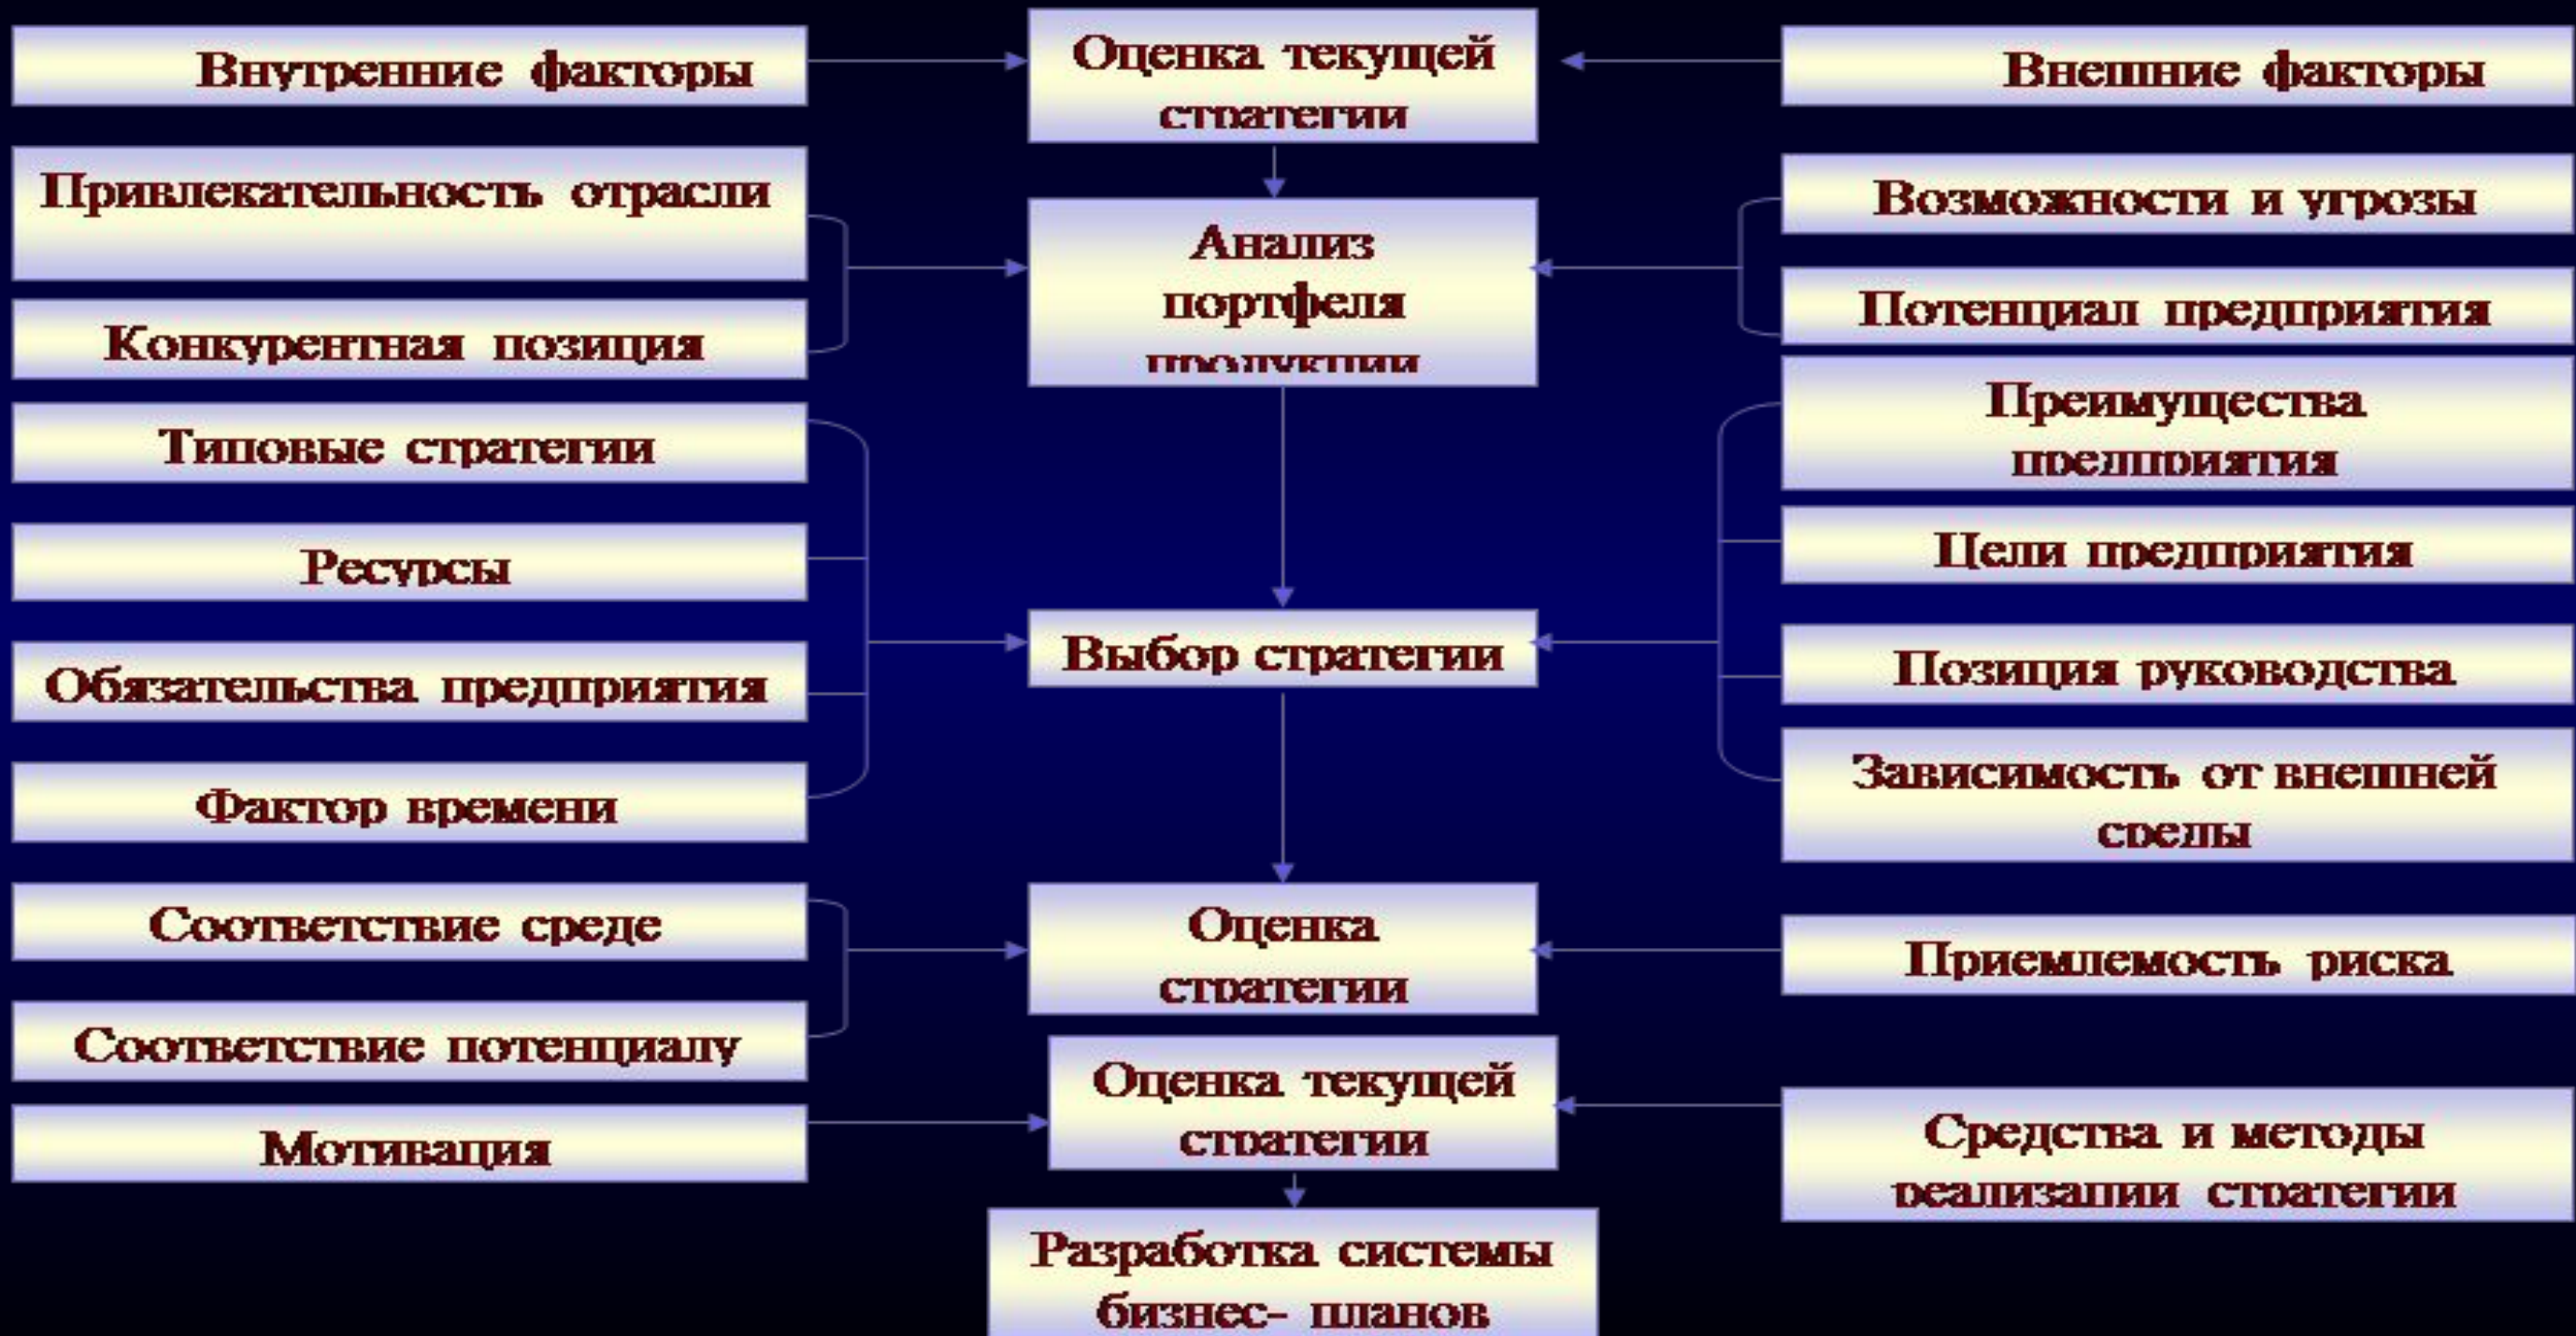 Внутренние факторы
Оценка текущей
стратегии
Внешние факторы
Привлекательность отрасли
Конкурентная позиция
Анализ
портфеля
продукции
Возможности и угрозы
Потенциал предприятия
Типовые стратегии
Ресурсы
Обязательства предприятия
Фактор времени
Выбор стратегии
Преимущества
предприятия
Цели предприятия
Позиция руководства
Зависимость от внешней
среды
Соответствие среде
Соответствие потенциалу
Оценка
стратегии
Приемлемость риска
Мотивация
Оценка текущей
стратегии
Средства и методы
реализации стратегии
Разработка системы
бизнес- планов